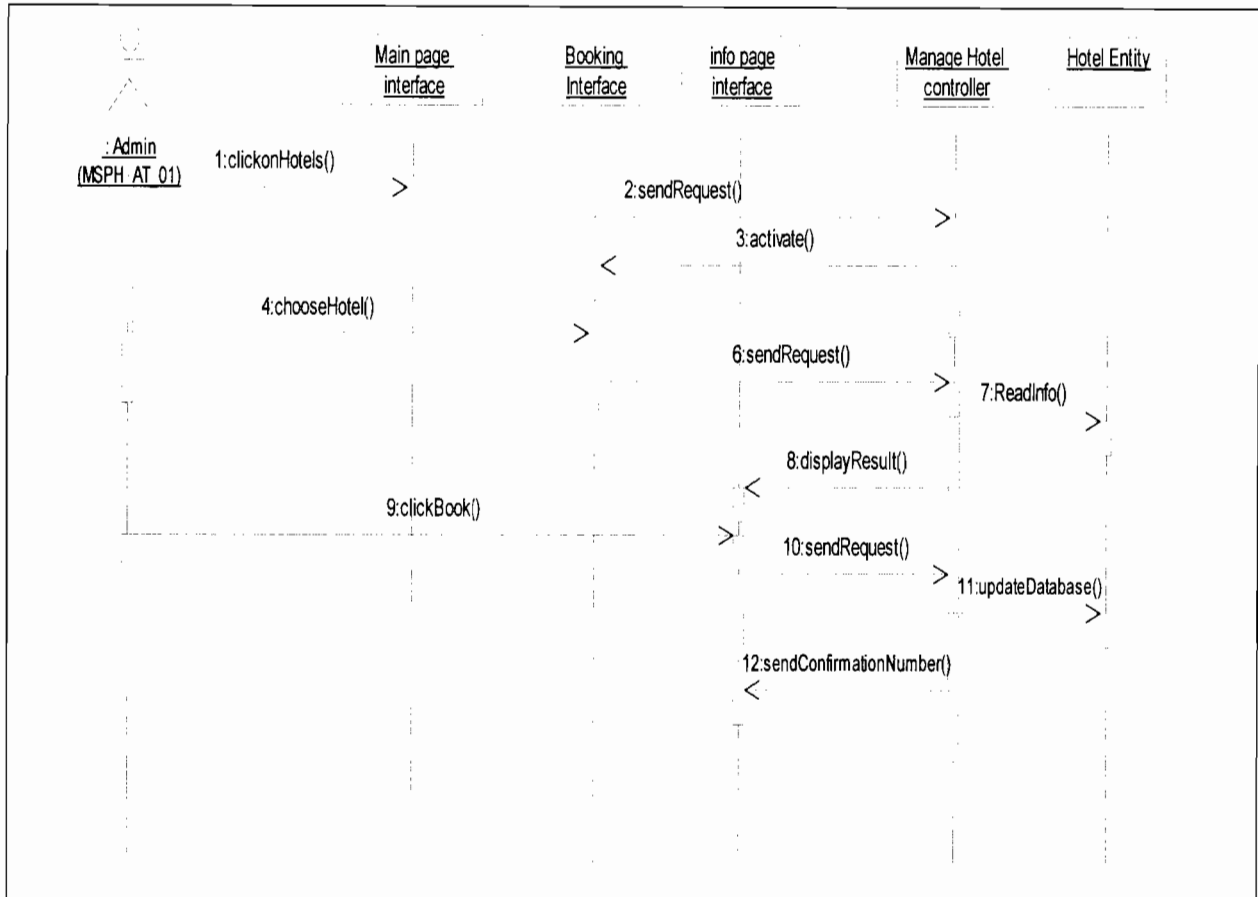 Main page
interface
Booking
Interface
info page
interface
Manage Hotel
controller
Hotel Entity
: Admin
(MSPH AT 01)
1:clickonHotels()
2:sendRequest()
3:activate()
4:chooseHotel()
6:sendRequest()
7:ReadInfo()
8:displayResult()
9:clickBook()
10:sendRequest()
11:updateDatabase()
12:sendConfirmationNumber()